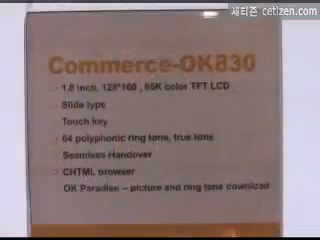 세티즌 cetizen.com
Commerce-OK830
1.8 inch, 128*160 , 65K color TFT LCD
Slide type
Touch key
64 polyphonic ring tone, true tone
Seamless Handover
CHTML browser
OK Paradise – picture and ring tone download